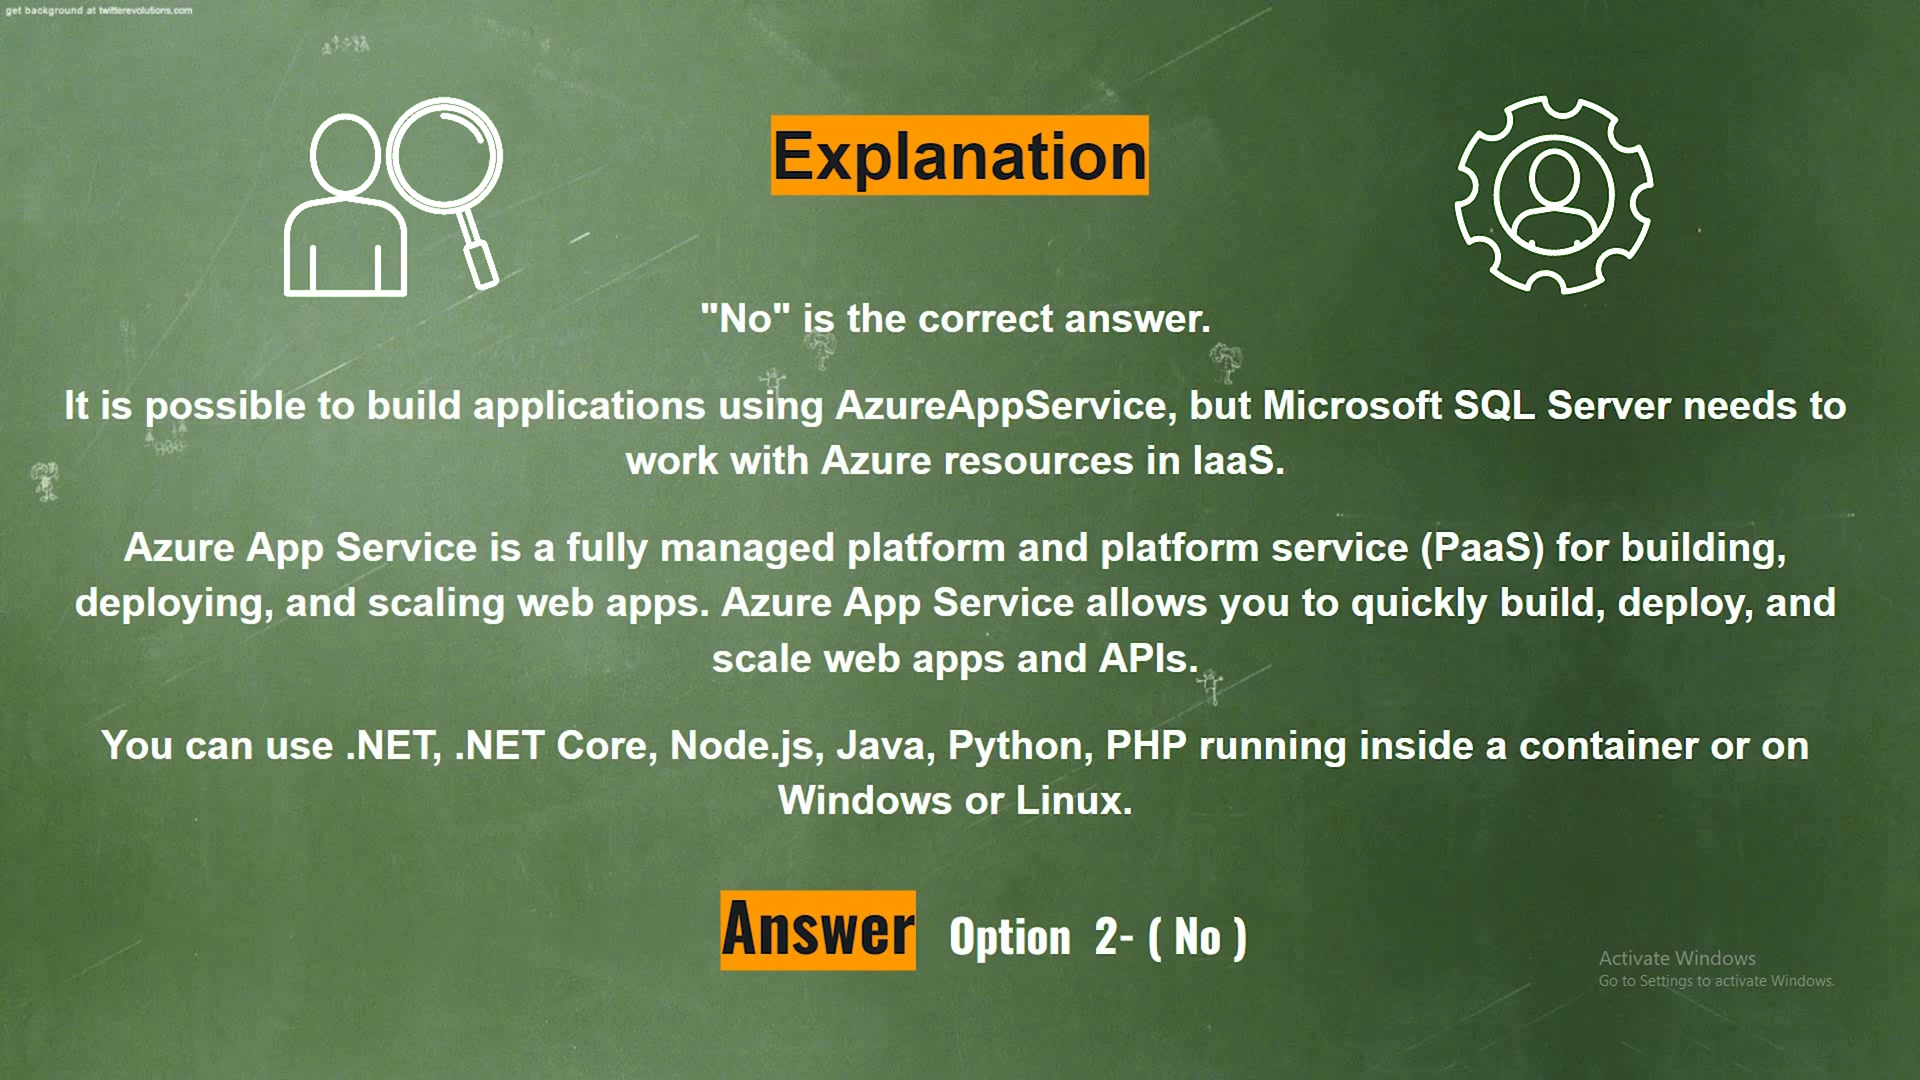 get background at twitterevolutions.com
Explanation
"No" is the correct answer.
It is possible to build applications using AzureAppService, but Microsoft SQL Server needs to
work with Azure resources in IaaS.
Azure App Service is a fully managed platform and platform service (PaaS) for building,
deploying, and scaling web apps. Azure App Service allows you to quickly build, deploy, and
scale web apps and APIs.
You can use .NET, .NET Core, Node.js, Java, Python, PHP running inside a container or on
Windows or Linux.
Answer Option 2- ( No )
Activate Windows
Go to Settings to activate Windows.